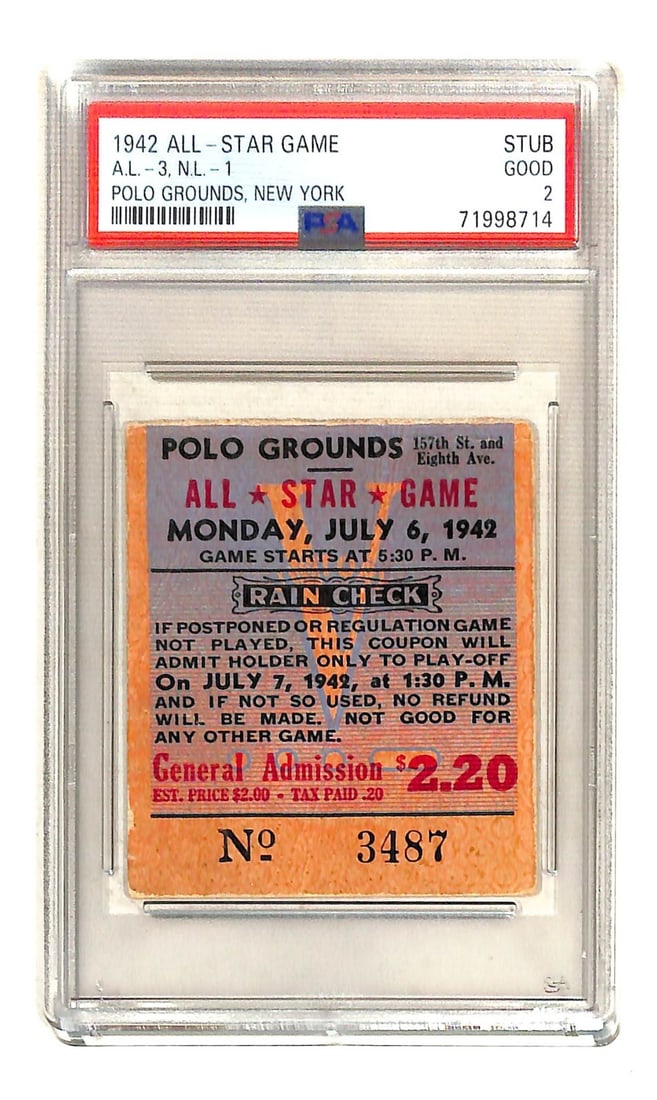 1942 ALL-STAR GAME STUB
A.L.-3, N.L.-1 GOOD
POLO GROUNDS, NEW YORK 2
71998714
PSA
POLO GROUNDS 157th St. and
Eighth Ave.
ALL ★ STAR ★ GAME
MONDAY, JULY 6, 1942
GAME STARTS AT 5:30 P. M.
RAIN CHECK
IF POSTPONED OR REGULATION GAME
NOT PLAYED, THIS COUPON WILL
ADMIT HOLDER ONLY TO PLAY-OFF
On JULY 7, 1942, at 1:30 P. M.
AND IF NOT SO USED, NO REFUND
WILL BE MADE. NOT GOOD FOR
ANY OTHER GAME.
General Admission $2.20
EST. PRICE $2.00 - TAX PAID .20
Nº 3487